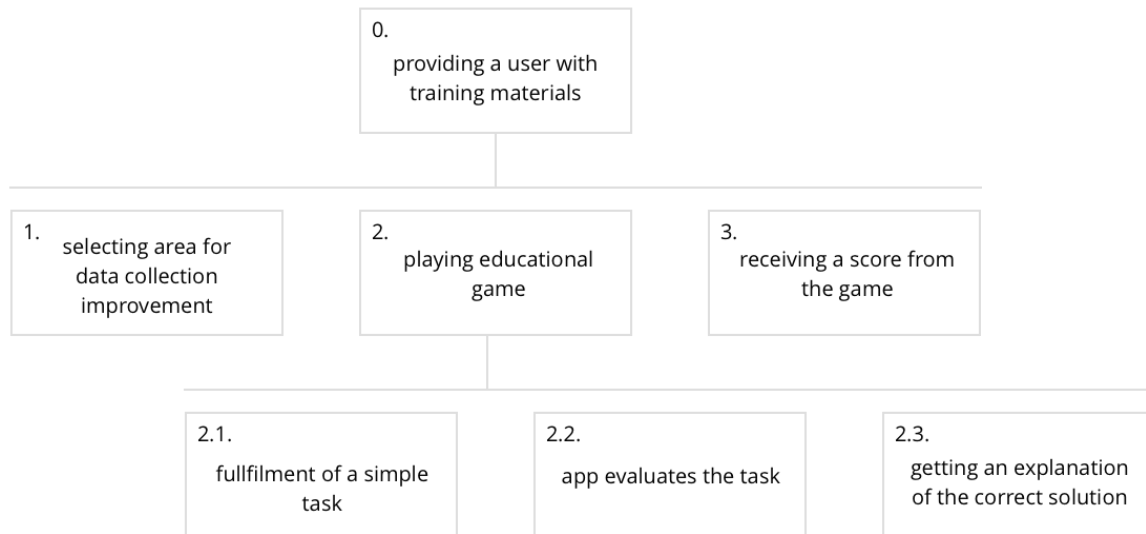 0.
providing a user with
training materials
1.
selecting area for
data collection
improvement
2.
playing educational
game
3.
receiving a score from
the game
2.1.
fullfilment of a simple
task
2.2.
app evaluates the task
2.3.
getting an explanation
of the correct solution